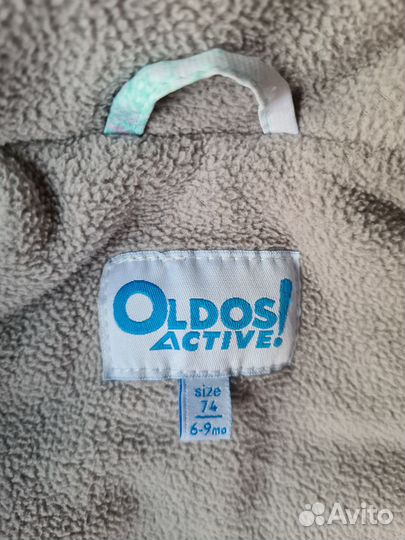 OLDOS!
ACTIVE!
size
74
6-9mo
Avito